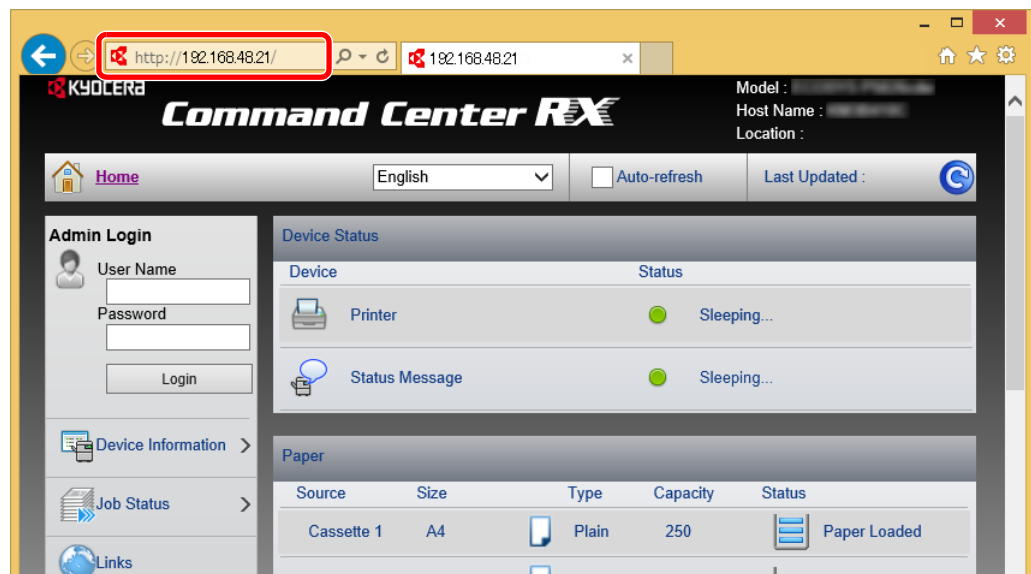 http://192.168.48.21/
192.168.48.21
KYOCERA
Command Center RX
Model :
Host Name :
Location :
Home
English
Auto-refresh
Last Updated :
Admin Login
User Name
Password
Login
Device Information
Job Status
Links
Device Status
Device Status
Printer Sleeping...
Status Message Sleeping...
Paper
Source Size Type Capacity Status
Cassette 1 A4 Plain 250 Paper Loaded